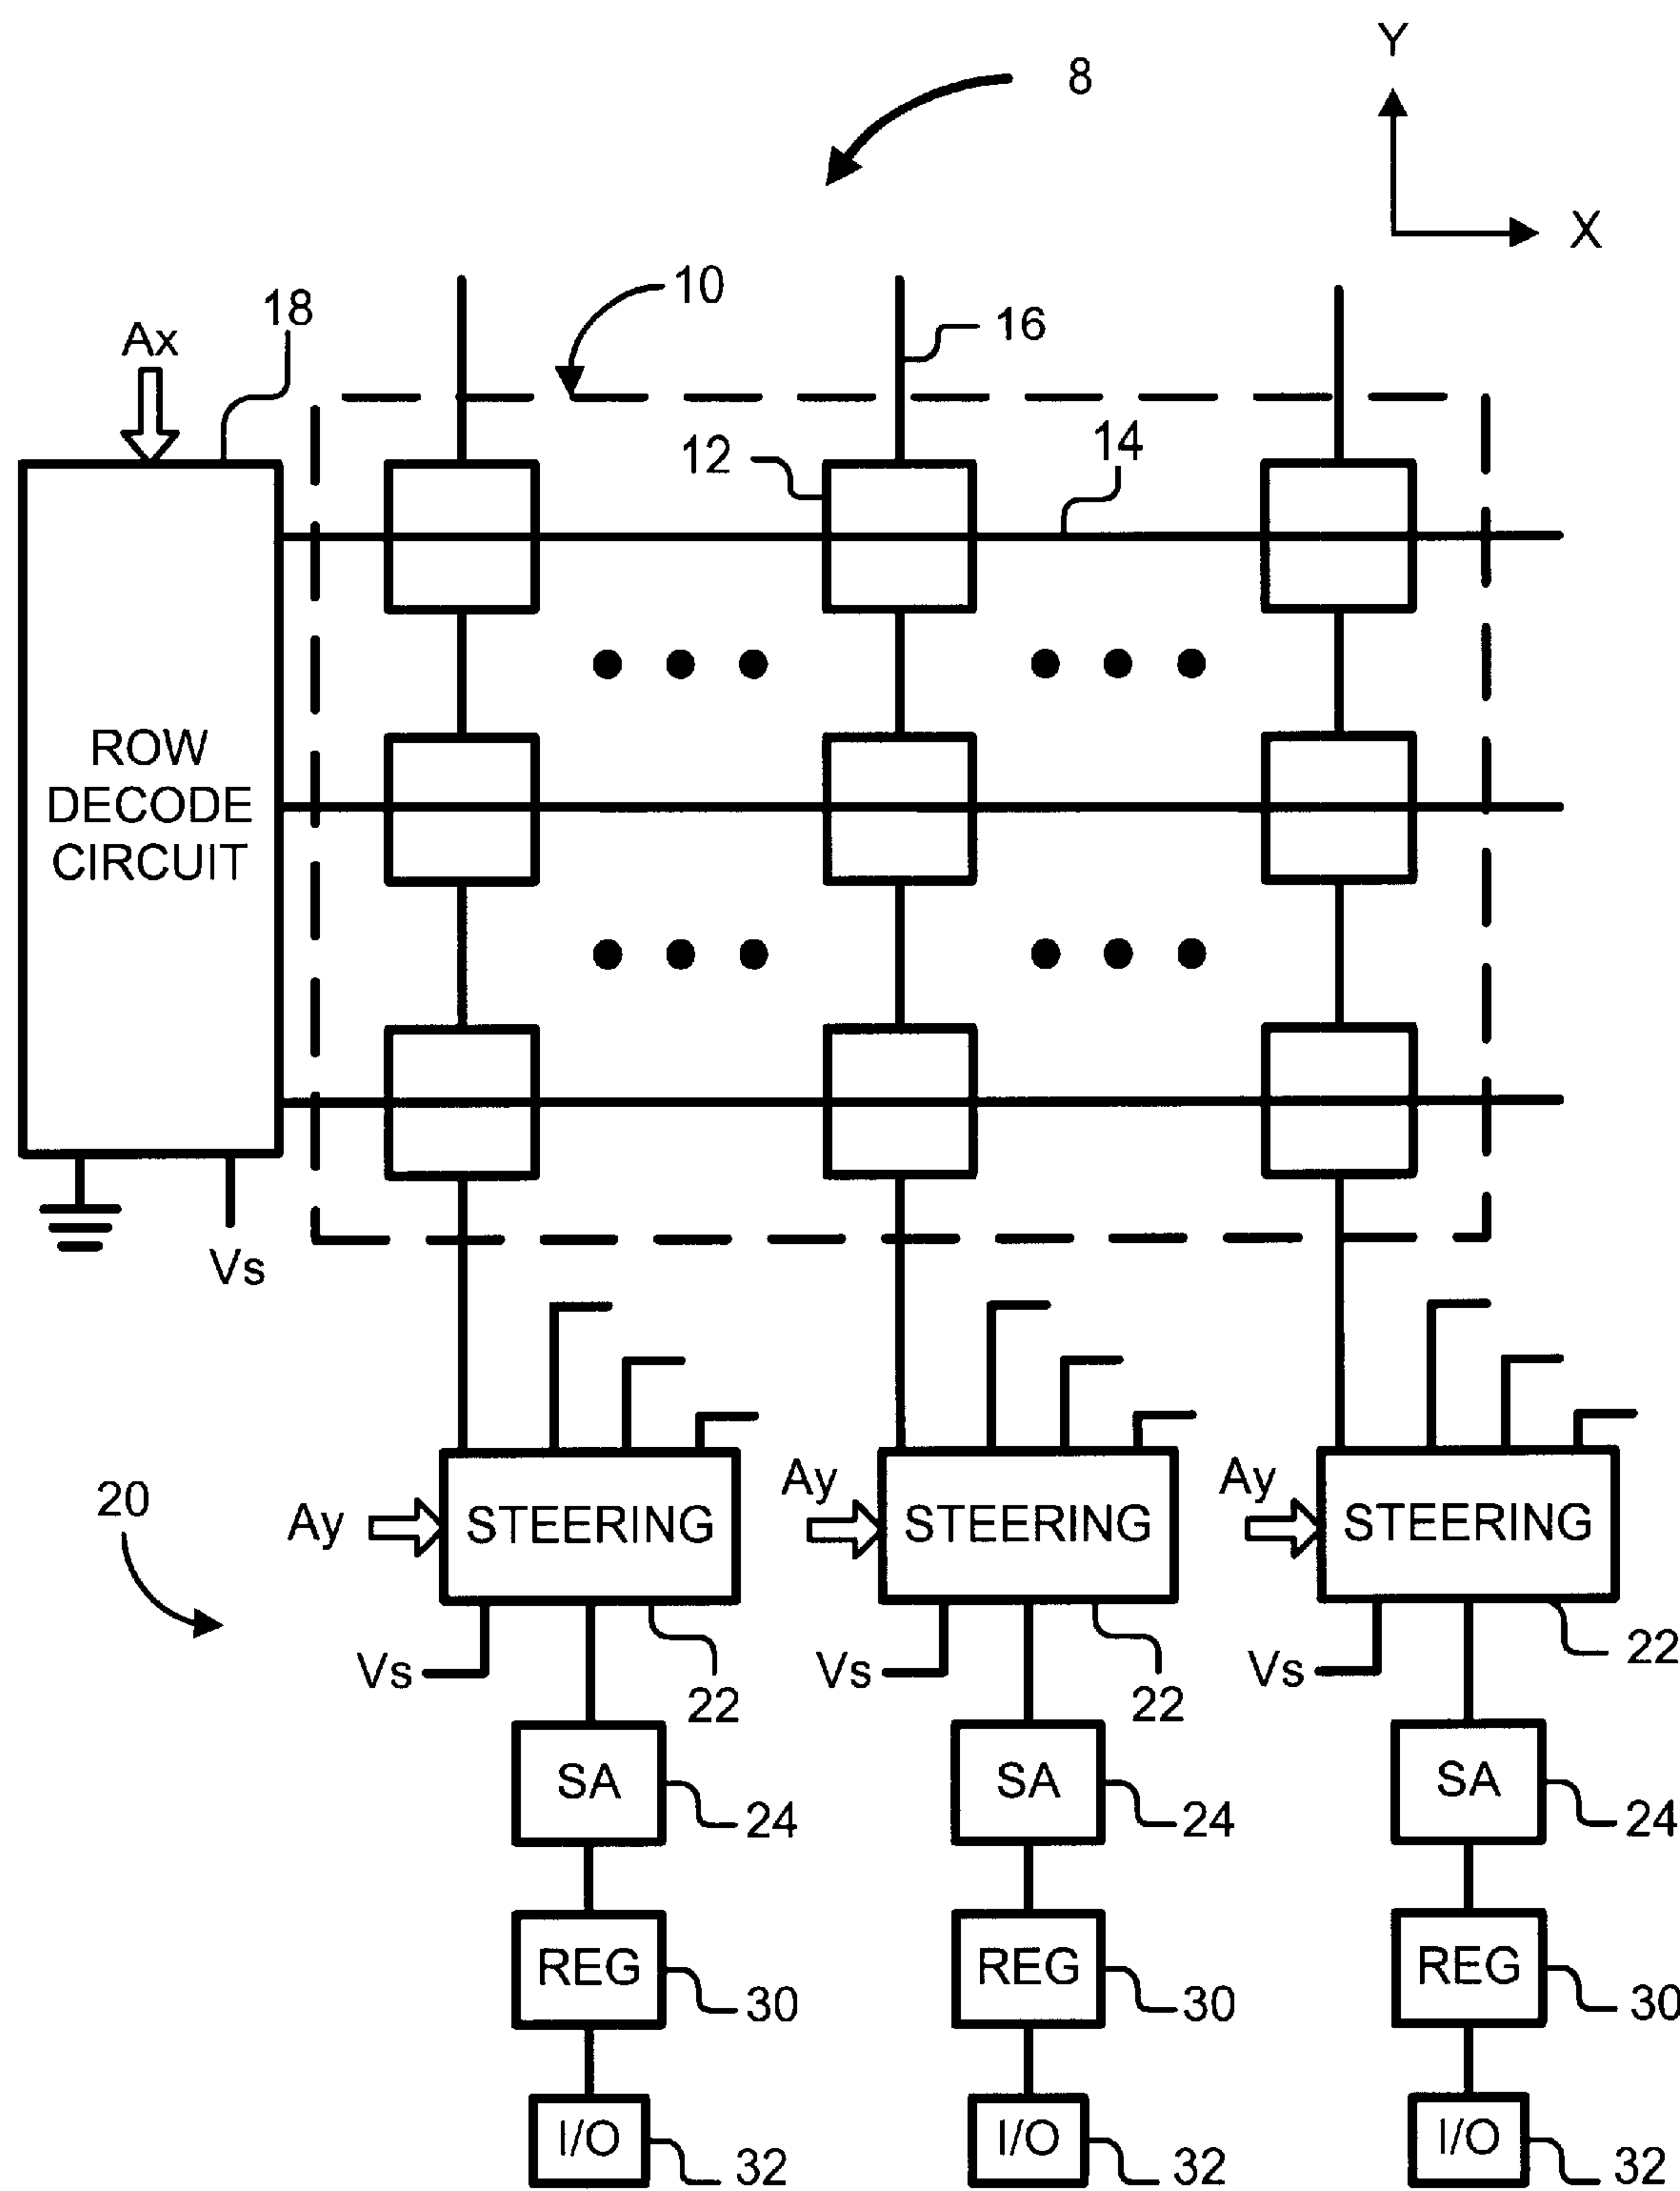 Y
8
X
10
18
16
Ax
12
14
ROW
DECODE
CIRCUIT
Vs
20
Ay
STEERING
Ay
STEERING
Ay
STEERING
Vs
22
Vs
22
Vs
22
SA
24
SA
24
SA
24
REG
30
REG
30
REG
30
I/O
32
I/O
32
I/O
32